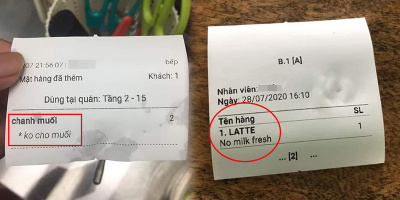 /07 21:56:07 :
bếp
Mặt hàng đã thêm
Khách: 1
Dùng tại quán: Tầng 2 - 15
chanh muối 2
* ko cho muối
B.1 [A]
Nhân viên:
Ngày: 28/07/2020 16:10
Tên hàng SL
1. LATTE 1
No milk fresh
... [2] ...